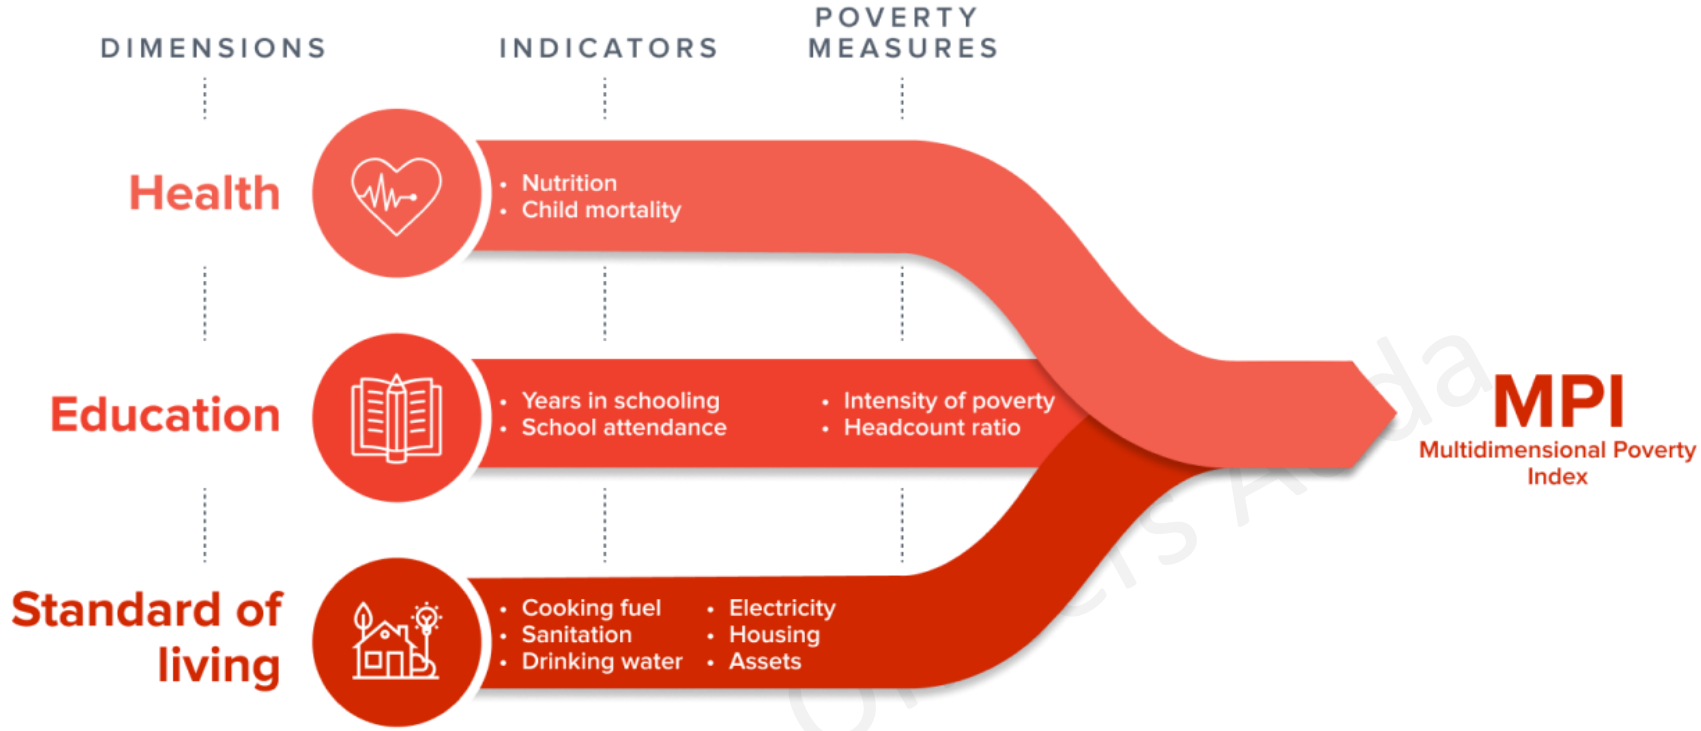 DIMENSIONS
INDICATORS
POVERTY
MEASURES
Health
• Nutrition
• Child mortality
Education
• Years in schooling
• School attendance
• Intensity of poverty
• Headcount ratio
Standard of
living
• Cooking fuel
• Sanitation
• Drinking water
• Electricity
• Housing
• Assets
MPI
Multidimensional Poverty
Index